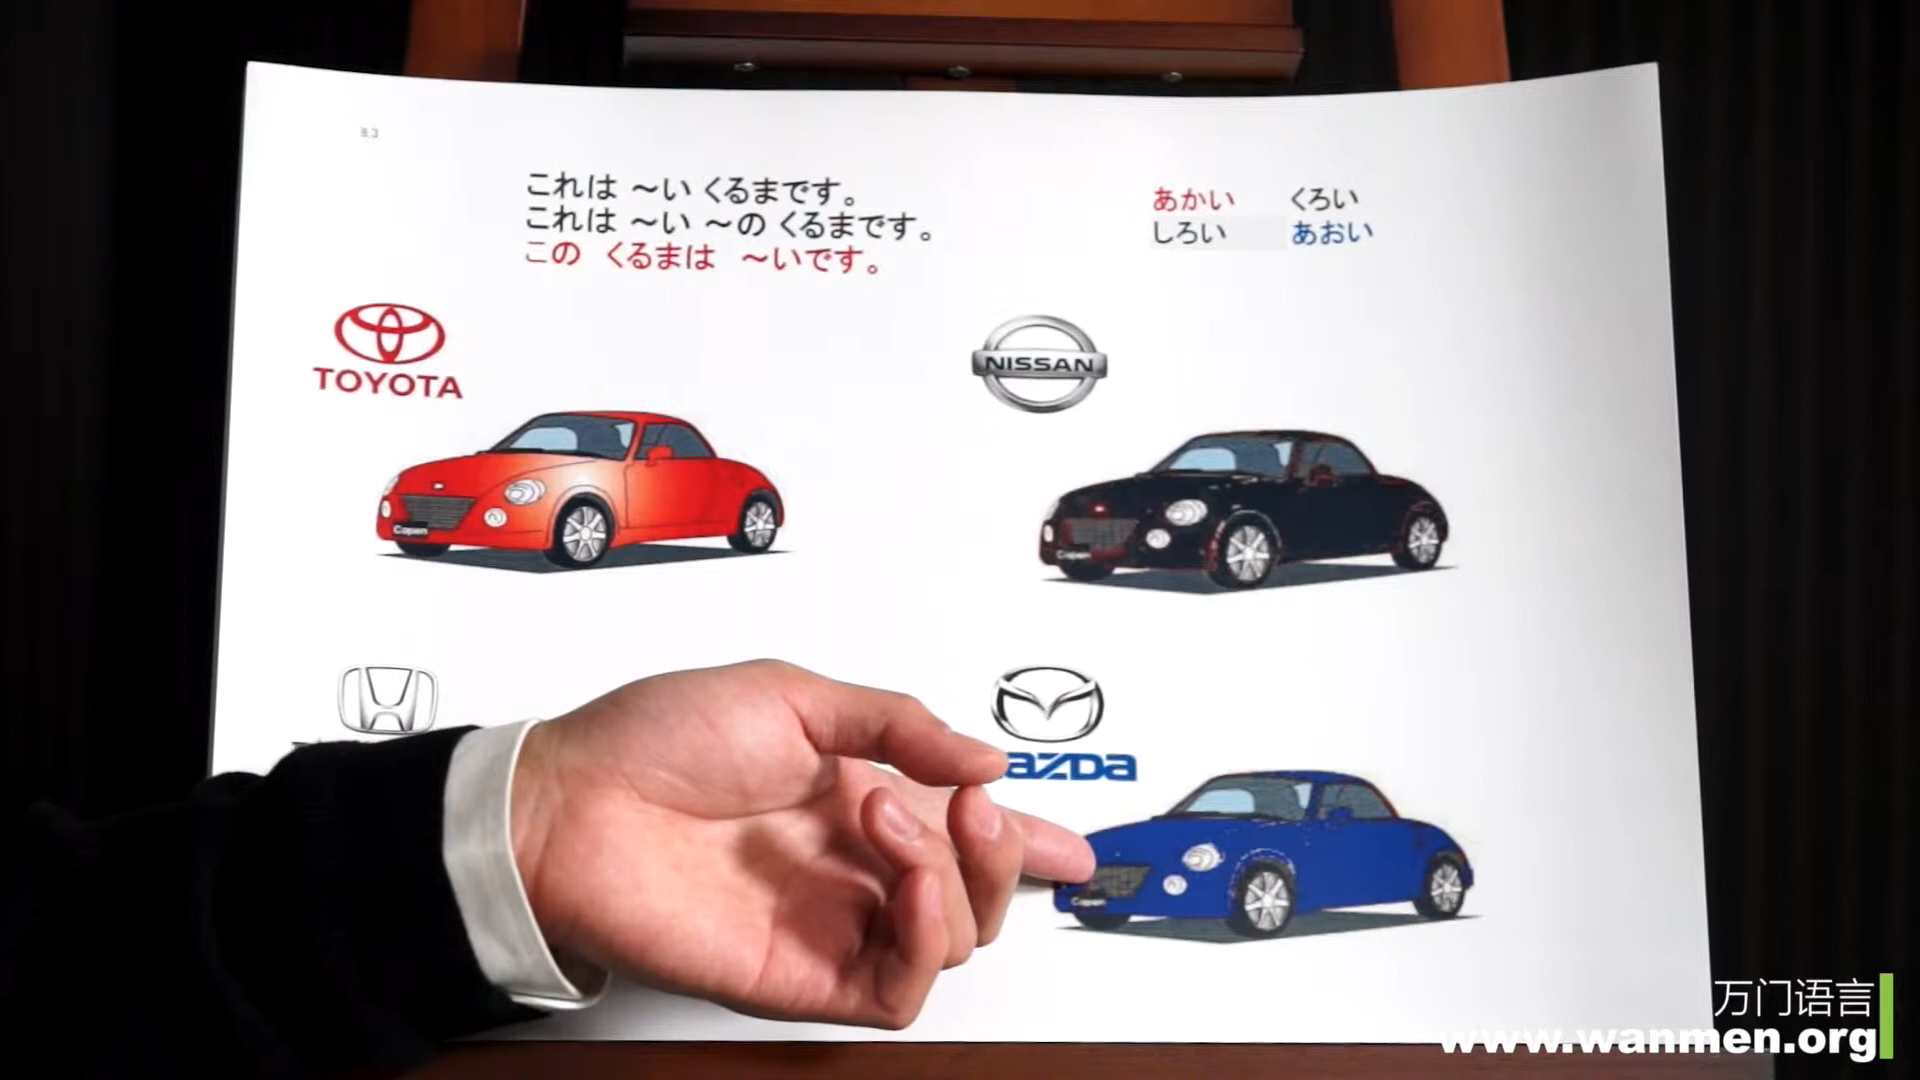 8.3
これは ～い くるまです。
これは ～い ～の くるまです。
この くるまは ～いです。
あかい くろい
しろい あおい
TOYOTA
NISSAN
Copen
Copen
mazda
Copen
万门语言
www.wanmen.org